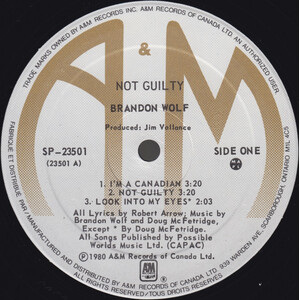 TRADE MARKS OWNED BY A&M RECORDS INC. A&M RECORDS OF CANADA LTD. AUTHORIZED USER.
A&M
NOT GUILTY
BRANDON WOLF
Produced: Jim Vallance
SP-23501
(23501 A)
SIDE ONE
1. I'M A CANADIAN 3:20
2. NOT GUILTY 3:20
3. LOOK INTO MY EYES* 2:03
All Lyrics by Robert Arrow; Music by
Brandon Wolf and Doug McFetridge,
Except * By Doug McFetridge.
All Songs Published by Possible
Worlds Music Ltd. (CAPAC)
A&M
℗1980 A&M Records of Canada Ltd.
FABRIQUÉ ET DISTRIBUÉ PAR/ MANUFACTURED AND DISTRIBUTED BY A&M RECORDS OF CANADA LTD. 939 WARDEN AVE. SCARBOROUGH, ONTARIO M1L 4C5
ALL RIGHTS RESERVED/TOUS DROITS RÉSERVÉS